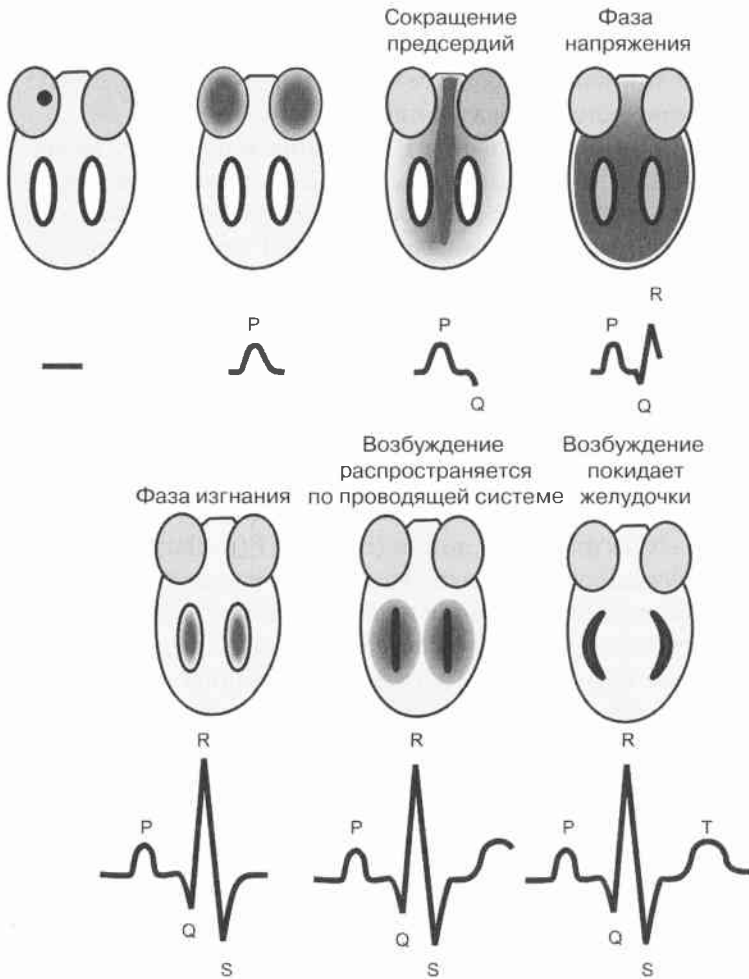 Сокращение
предсердий
Фаза
напряжения
R
P
P
P
Q
Q
Возбуждение
распространяется
по проводящей системе
Возбуждение
покидает
желудочки
Фаза изгнания
R
R
R
P
P
P
T
Q
Q
Q
S
S
S